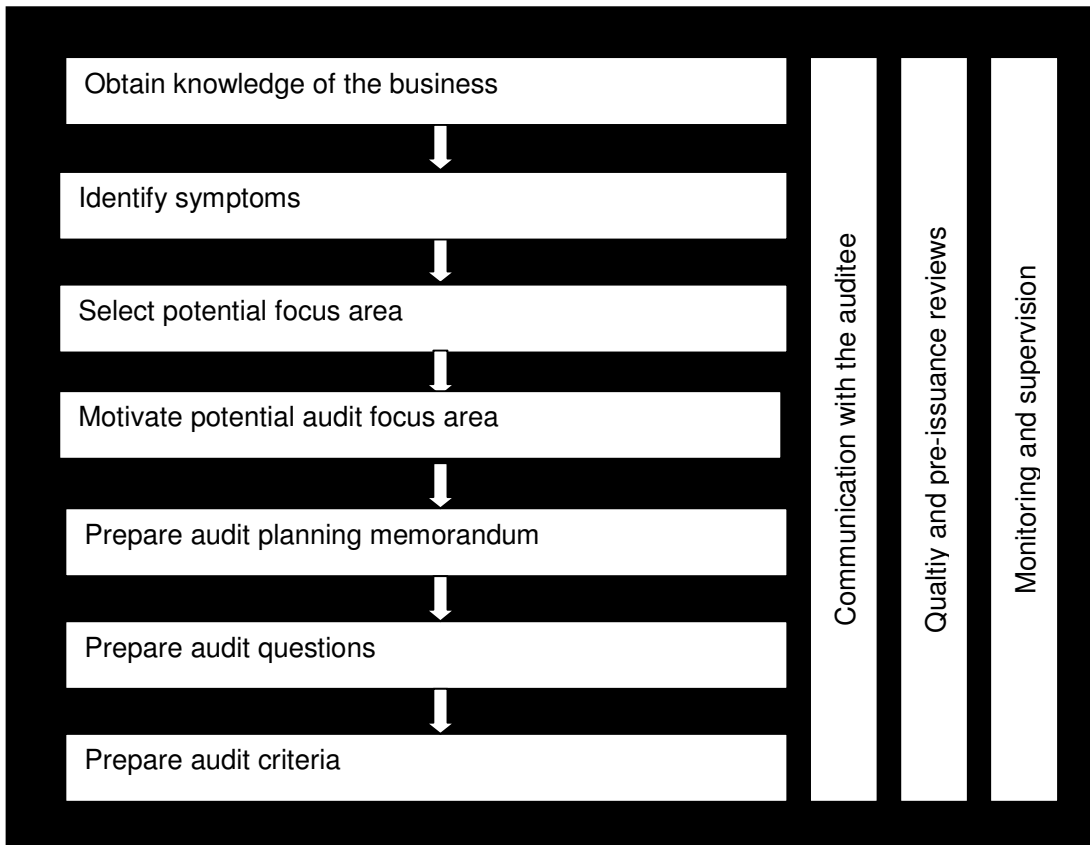 Obtain knowledge of the business
Identify symptoms
Select potential focus area
Motivate potential audit focus area
Prepare audit planning memorandum
Prepare audit questions
Prepare audit criteria
Communication with the auditee
Qualtiy and pre-issuance reviews
Monitoring and supervision